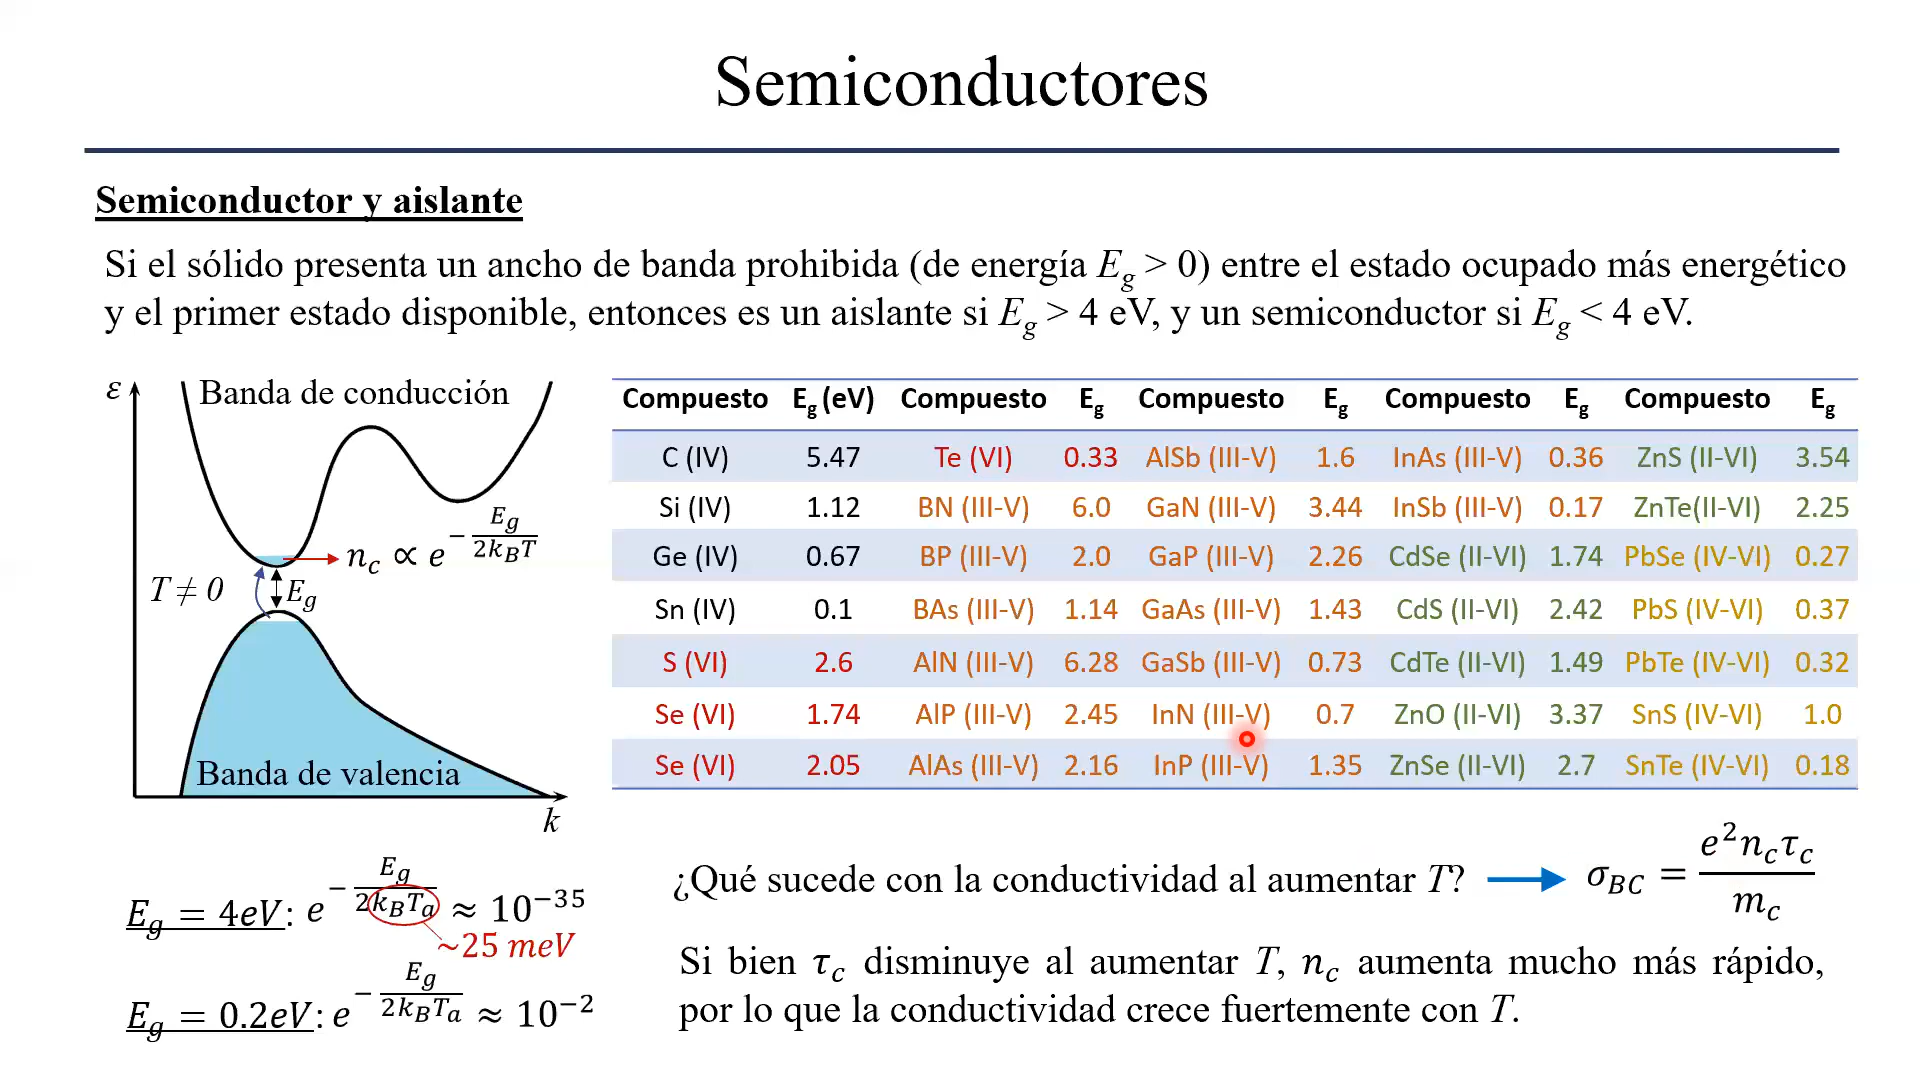 Semiconductores
Semiconductor y aislante
Si el sólido presenta un ancho de banda prohibida (de energía E_g > 0) entre el estado ocupado más energético
y el primer estado disponible, entonces es un aislante si E_g > 4 eV, y un semiconductor si E_g < 4 eV.
ε
Banda de conducción
n_c ∝ e^{-\frac{E_g}{2k_BT}}
T ≠ 0
E_g
Banda de valencia
k
Compuesto E_g (eV) Compuesto E_g Compuesto E_g Compuesto E_g Compuesto E_g
C (IV) 5.47 Te (VI) 0.33 AlSb (III-V) 1.6 InAs (III-V) 0.36 ZnS (II-VI) 3.54
Si (IV) 1.12 BN (III-V) 6.0 GaN (III-V) 3.44 InSb (III-V) 0.17 ZnTe(II-VI) 2.25
Ge (IV) 0.67 BP (III-V) 2.0 GaP (III-V) 2.26 CdSe (II-VI) 1.74 PbSe (IV-VI) 0.27
Sn (IV) 0.1 BAs (III-V) 1.14 GaAs (III-V) 1.43 CdS (II-VI) 2.42 PbS (IV-VI) 0.37
S (VI) 2.6 AlN (III-V) 6.28 GaSb (III-V) 0.73 CdTe (II-VI) 1.49 PbTe (IV-VI) 0.32
Se (VI) 1.74 AlP (III-V) 2.45 InN (III-V) 0.7 ZnO (II-VI) 3.37 SnS (IV-VI) 1.0
Se (VI) 2.05 AlAs (III-V) 2.16 InP (III-V) 1.35 ZnSe (II-VI) 2.7 SnTe (IV-VI) 0.18
E_g = 4eV: e^{-\frac{E_g}{2k_BT_a}} ≈ 10^{-35}
~25 meV
E_g = 0.2eV: e^{-\frac{E_g}{2k_BT_a}} ≈ 10^{-2}
¿Qué sucede con la conductividad al aumentar T?
σ_{BC} = \frac{e^2 n_c τ_c}{m_c}
Si bien τ_c disminuye al aumentar T, n_c aumenta mucho más rápido,
por lo que la conductividad crece fuertemente con T.